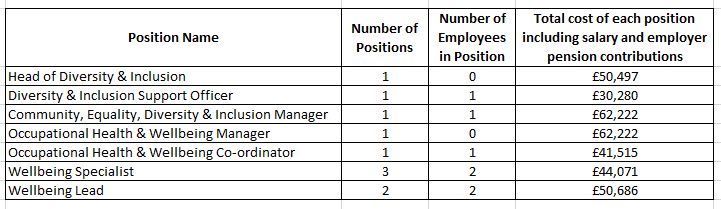 Position Name Number of Positions Number of Employees in Position Total cost of each position including salary and employer pension contributions
Head of Diversity & Inclusion 1 0 £50,497
Diversity & Inclusion Support Officer 1 1 £30,280
Community, Equality, Diversity & Inclusion Manager 1 1 £62,222
Occupational Health & Wellbeing Manager 1 0 £62,222
Occupational Health & Wellbeing Co-ordinator 1 1 £41,515
Wellbeing Specialist 3 2 £44,071
Wellbeing Lead 2 2 £50,686